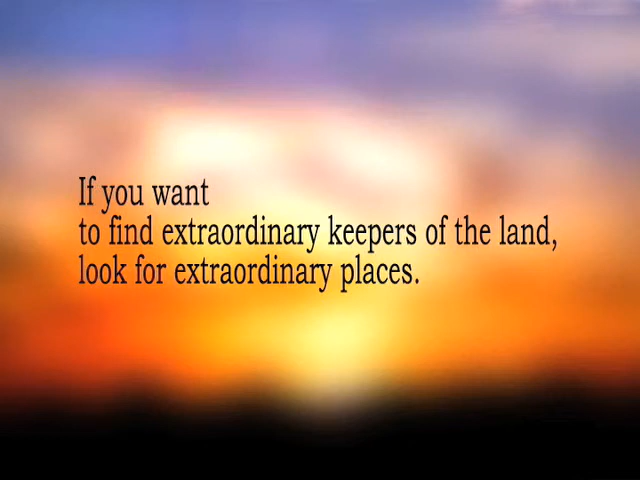 If you want
to find extraordinary keepers of the land,
look for extraordinary places.